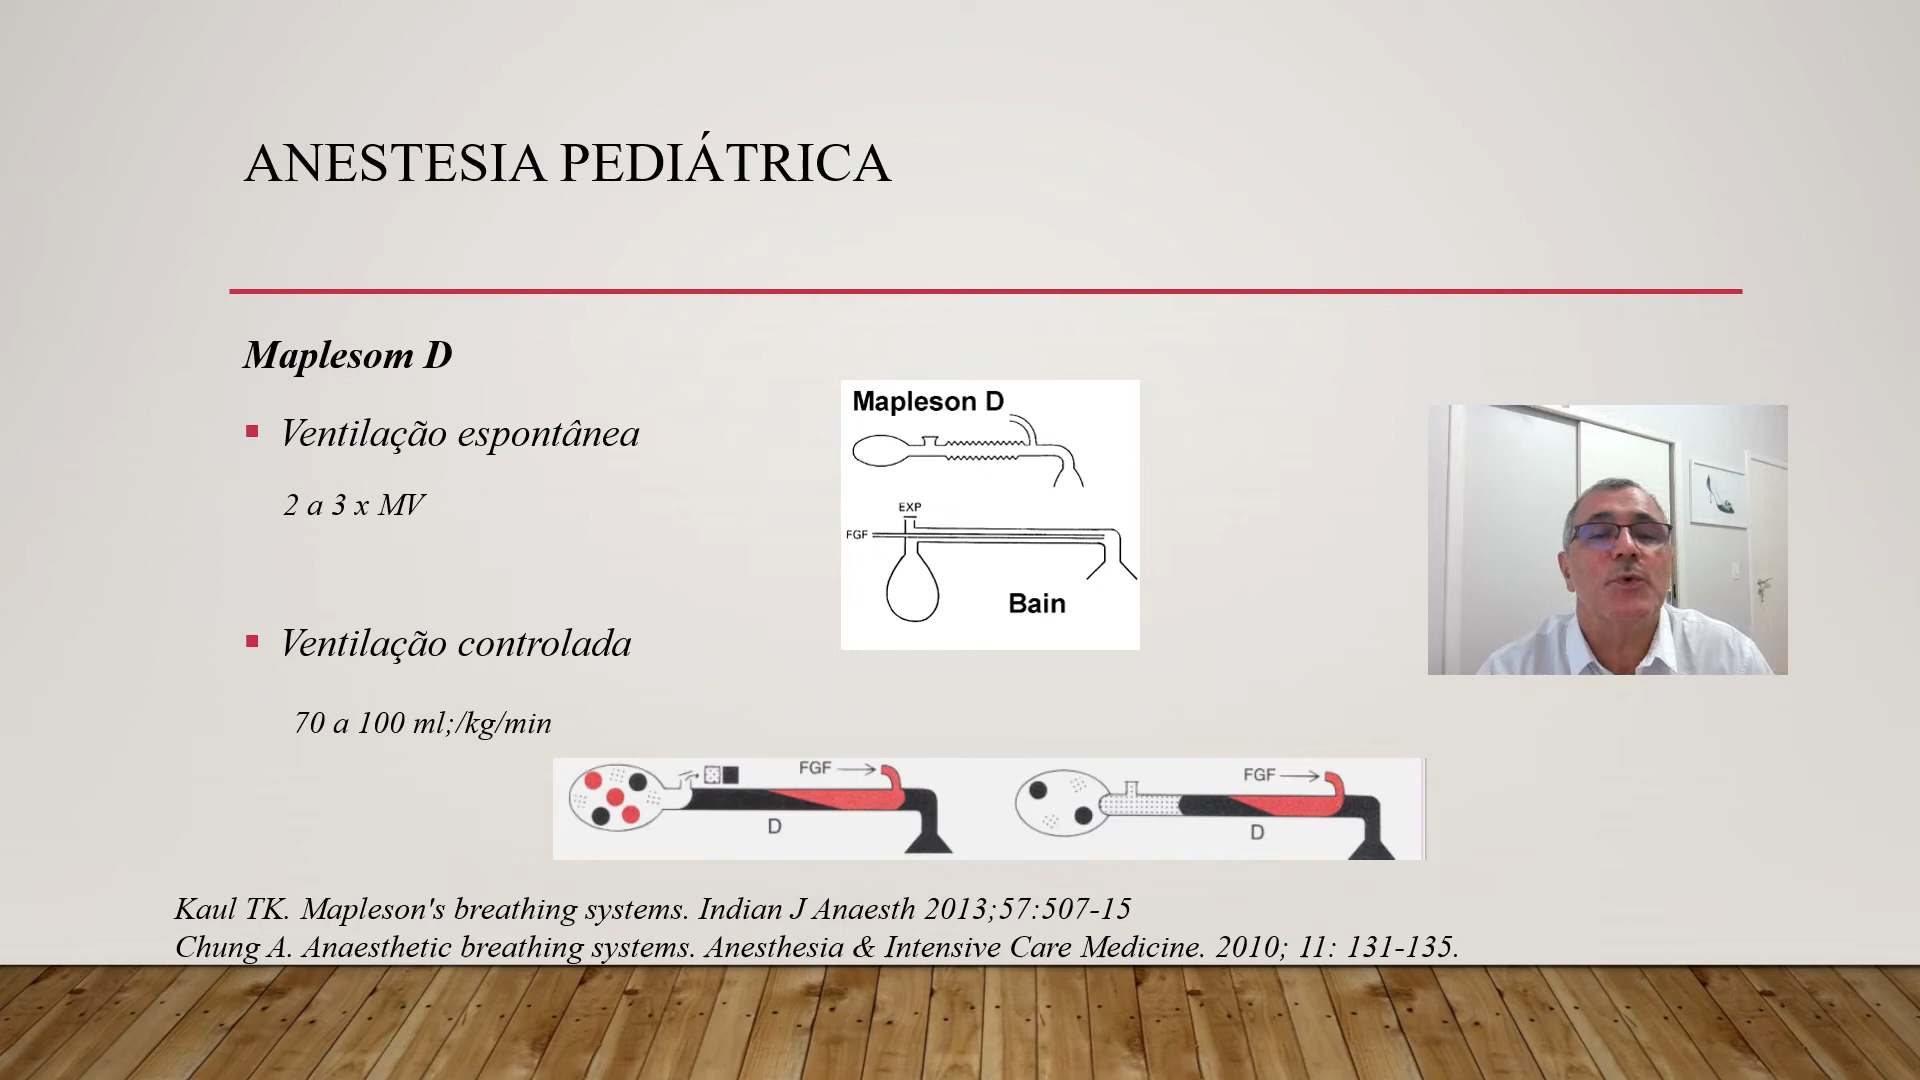 ANESTESIA PEDIÁTRICA
Maplesom D
Ventilação espontânea
2 a 3 x MV
Ventilação controlada
70 a 100 ml;/kg/min
Mapleson D
EXP
FGF
Bain
FGF
D
FGF
D
Kaul TK. Mapleson's breathing systems. Indian J Anaesth 2013;57:507-15
Chung A. Anaesthetic breathing systems. Anesthesia & Intensive Care Medicine. 2010; 11: 131-135.